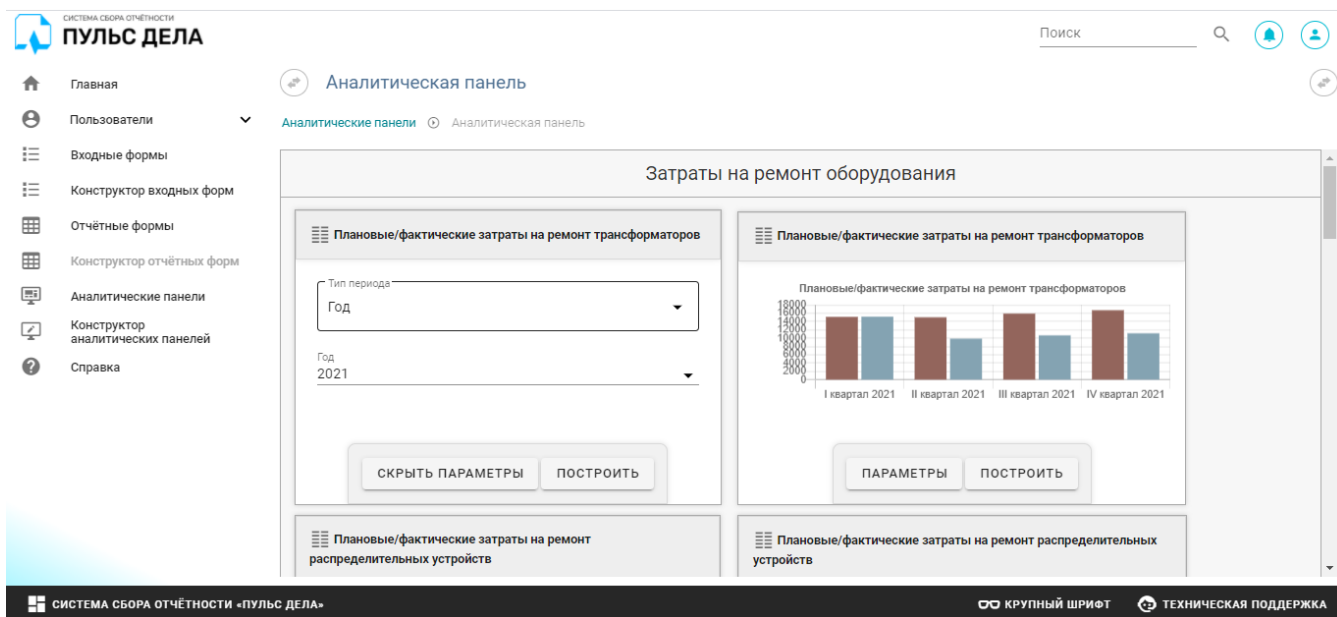 СИСТЕМА СБОРА ОТЧЁТНОСТИ
ПУЛЬС ДЕЛА
Поиск
Главная
Пользователи
Входные формы
Конструктор входных форм
Отчётные формы
Конструктор отчётных форм
Аналитические панели
Конструктор
аналитических панелей
Справка
Аналитическая панель
Аналитические панели Аналитическая панель
Затраты на ремонт оборудования
Плановые/фактические затраты на ремонт трансформаторов
Тип периода
Год
Год
2021
СКРЫТЬ ПАРАМЕТРЫ ПОСТРОИТЬ
Плановые/фактические затраты на ремонт трансформаторов
Плановые/фактические затраты на ремонт трансформаторов
18000
16000
14000
12000
10000
8000
6000
4000
2000
0
I квартал 2021 II квартал 2021 III квартал 2021 IV квартал 2021
ПАРАМЕТРЫ ПОСТРОИТЬ
Плановые/фактические затраты на ремонт
распределительных устройств
Плановые/фактические затраты на ремонт распределительных
устройств
СИСТЕМА СБОРА ОТЧЁТНОСТИ «ПУЛЬС ДЕЛА»
КРУПНЫЙ ШРИФТ ТЕХНИЧЕСКАЯ ПОДДЕРЖКА